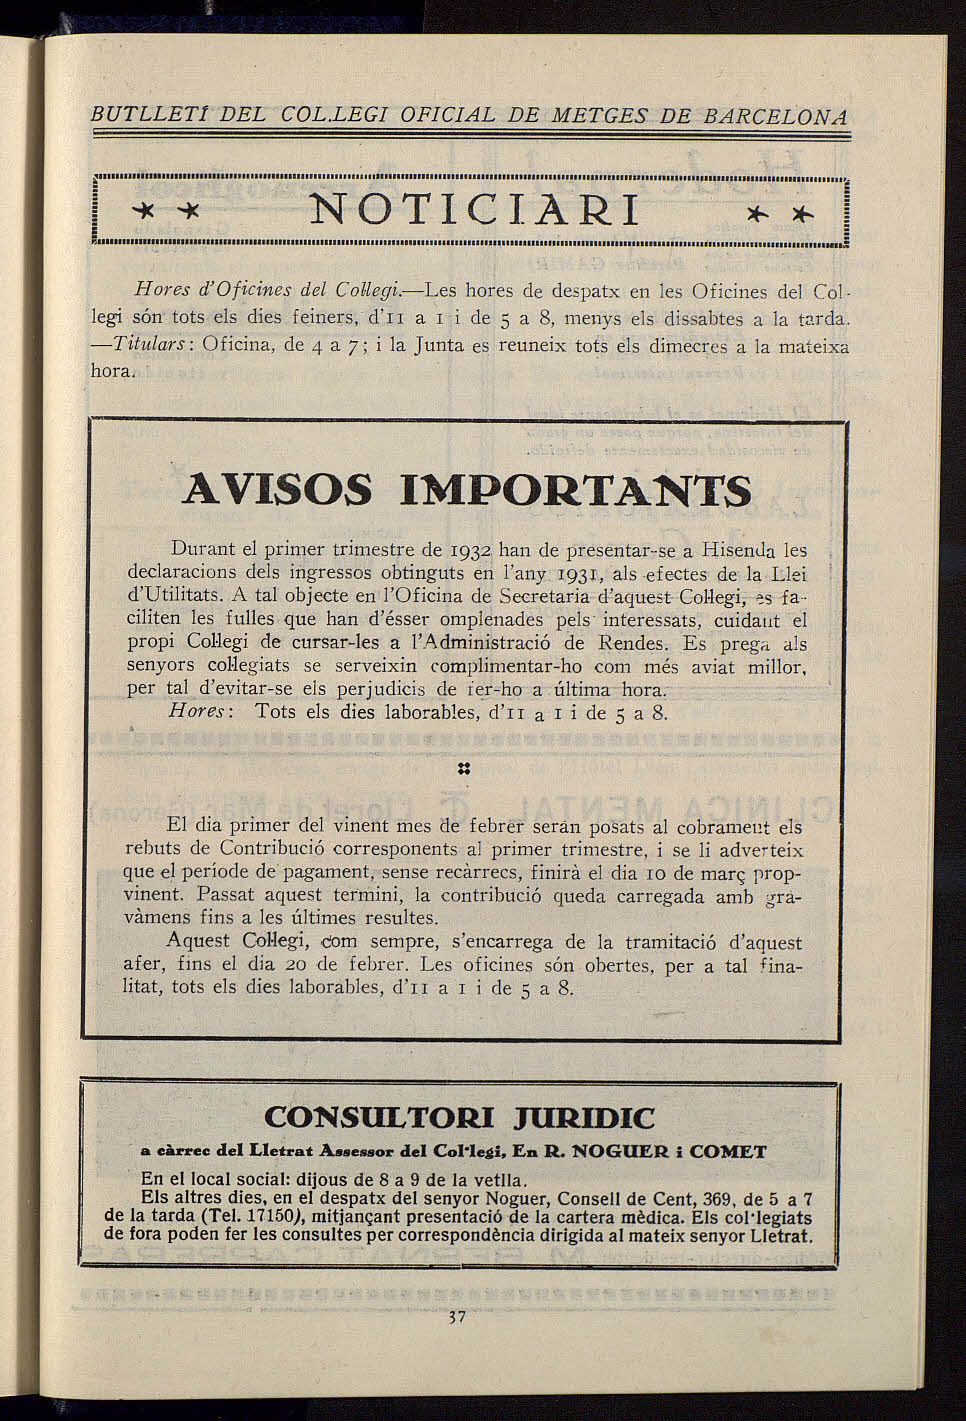 BUTLLETÍ DEL COL.LEGI OFICIAL DE METGES DE BARCELONA
NOTICIARI
Hores d'Oficines del Col·legi.—Les hores de despatx en les Oficines del Col-
legi són tots els dies feiners, d'11 a 1 i de 5 a 8, menys els dissabtes a la tarda.
—Titulars: Oficina, de 4 a 7; i la Junta es reuneix tots els dimecres a la mateixa
hora.
AVISOS IMPORTANTS
Durant el primer trimestre de 1932 han de presentar-se a Hisenda les
declaracions dels ingressos obtinguts en l'any 1931, als efectes de la Llei
d'Utilitats. A tal objecte en l'Oficina de Secretaria d'aquest Col·legi, es fa-
ciliten les fulles que han d'ésser omplenades pels interessats, cuidant el
propi Col·legi de cursar-les a l'Administració de Rendes. Es prega als
senyors col·legiats se serveixin complimentar-ho com més aviat millor,
per tal d'evitar-se els perjudicis de fer-ho a última hora.
Hores: Tots els dies laborables, d'11 a 1 i de 5 a 8.
El dia primer del vinent mes de febrer seràn posats al cobrament els
rebuts de Contribució corresponents al primer trimestre, i se li adverteix
que el període de pagament, sense recàrrecs, finirà el dia 10 de març prop-
vinent. Passat aquest termini, la contribució queda carregada amb gra-
vàmens fins a les últimes resultes.
Aquest Col·legi, com sempre, s'encarrega de la tramitació d'aquest
afer, fins el dia 20 de febrer. Les oficines són obertes, per a tal fina-
litat, tots els dies laborables, d'11 a 1 i de 5 a 8.
CONSULTORI JURIDIC
a càrrec del Lletrat Assessor del Col·legi, En R. NOGUER i COMET
En el local social: dijous de 8 a 9 de la vetlla.
Els altres dies, en el despatx del senyor Noguer, Consell de Cent, 369, de 5 a 7
de la tarda (Tel. 17150), mitjançant presentació de la cartera mèdica. Els col·legiats
de fora poden fer les consultes per correspondència dirigida al mateix senyor Lletrat.
37